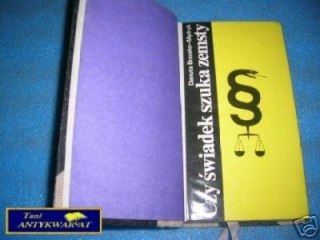 Danuta Brzosko-Mędryk
Czy świadek szuka zemsty
Tani
ANTYKWARIAT